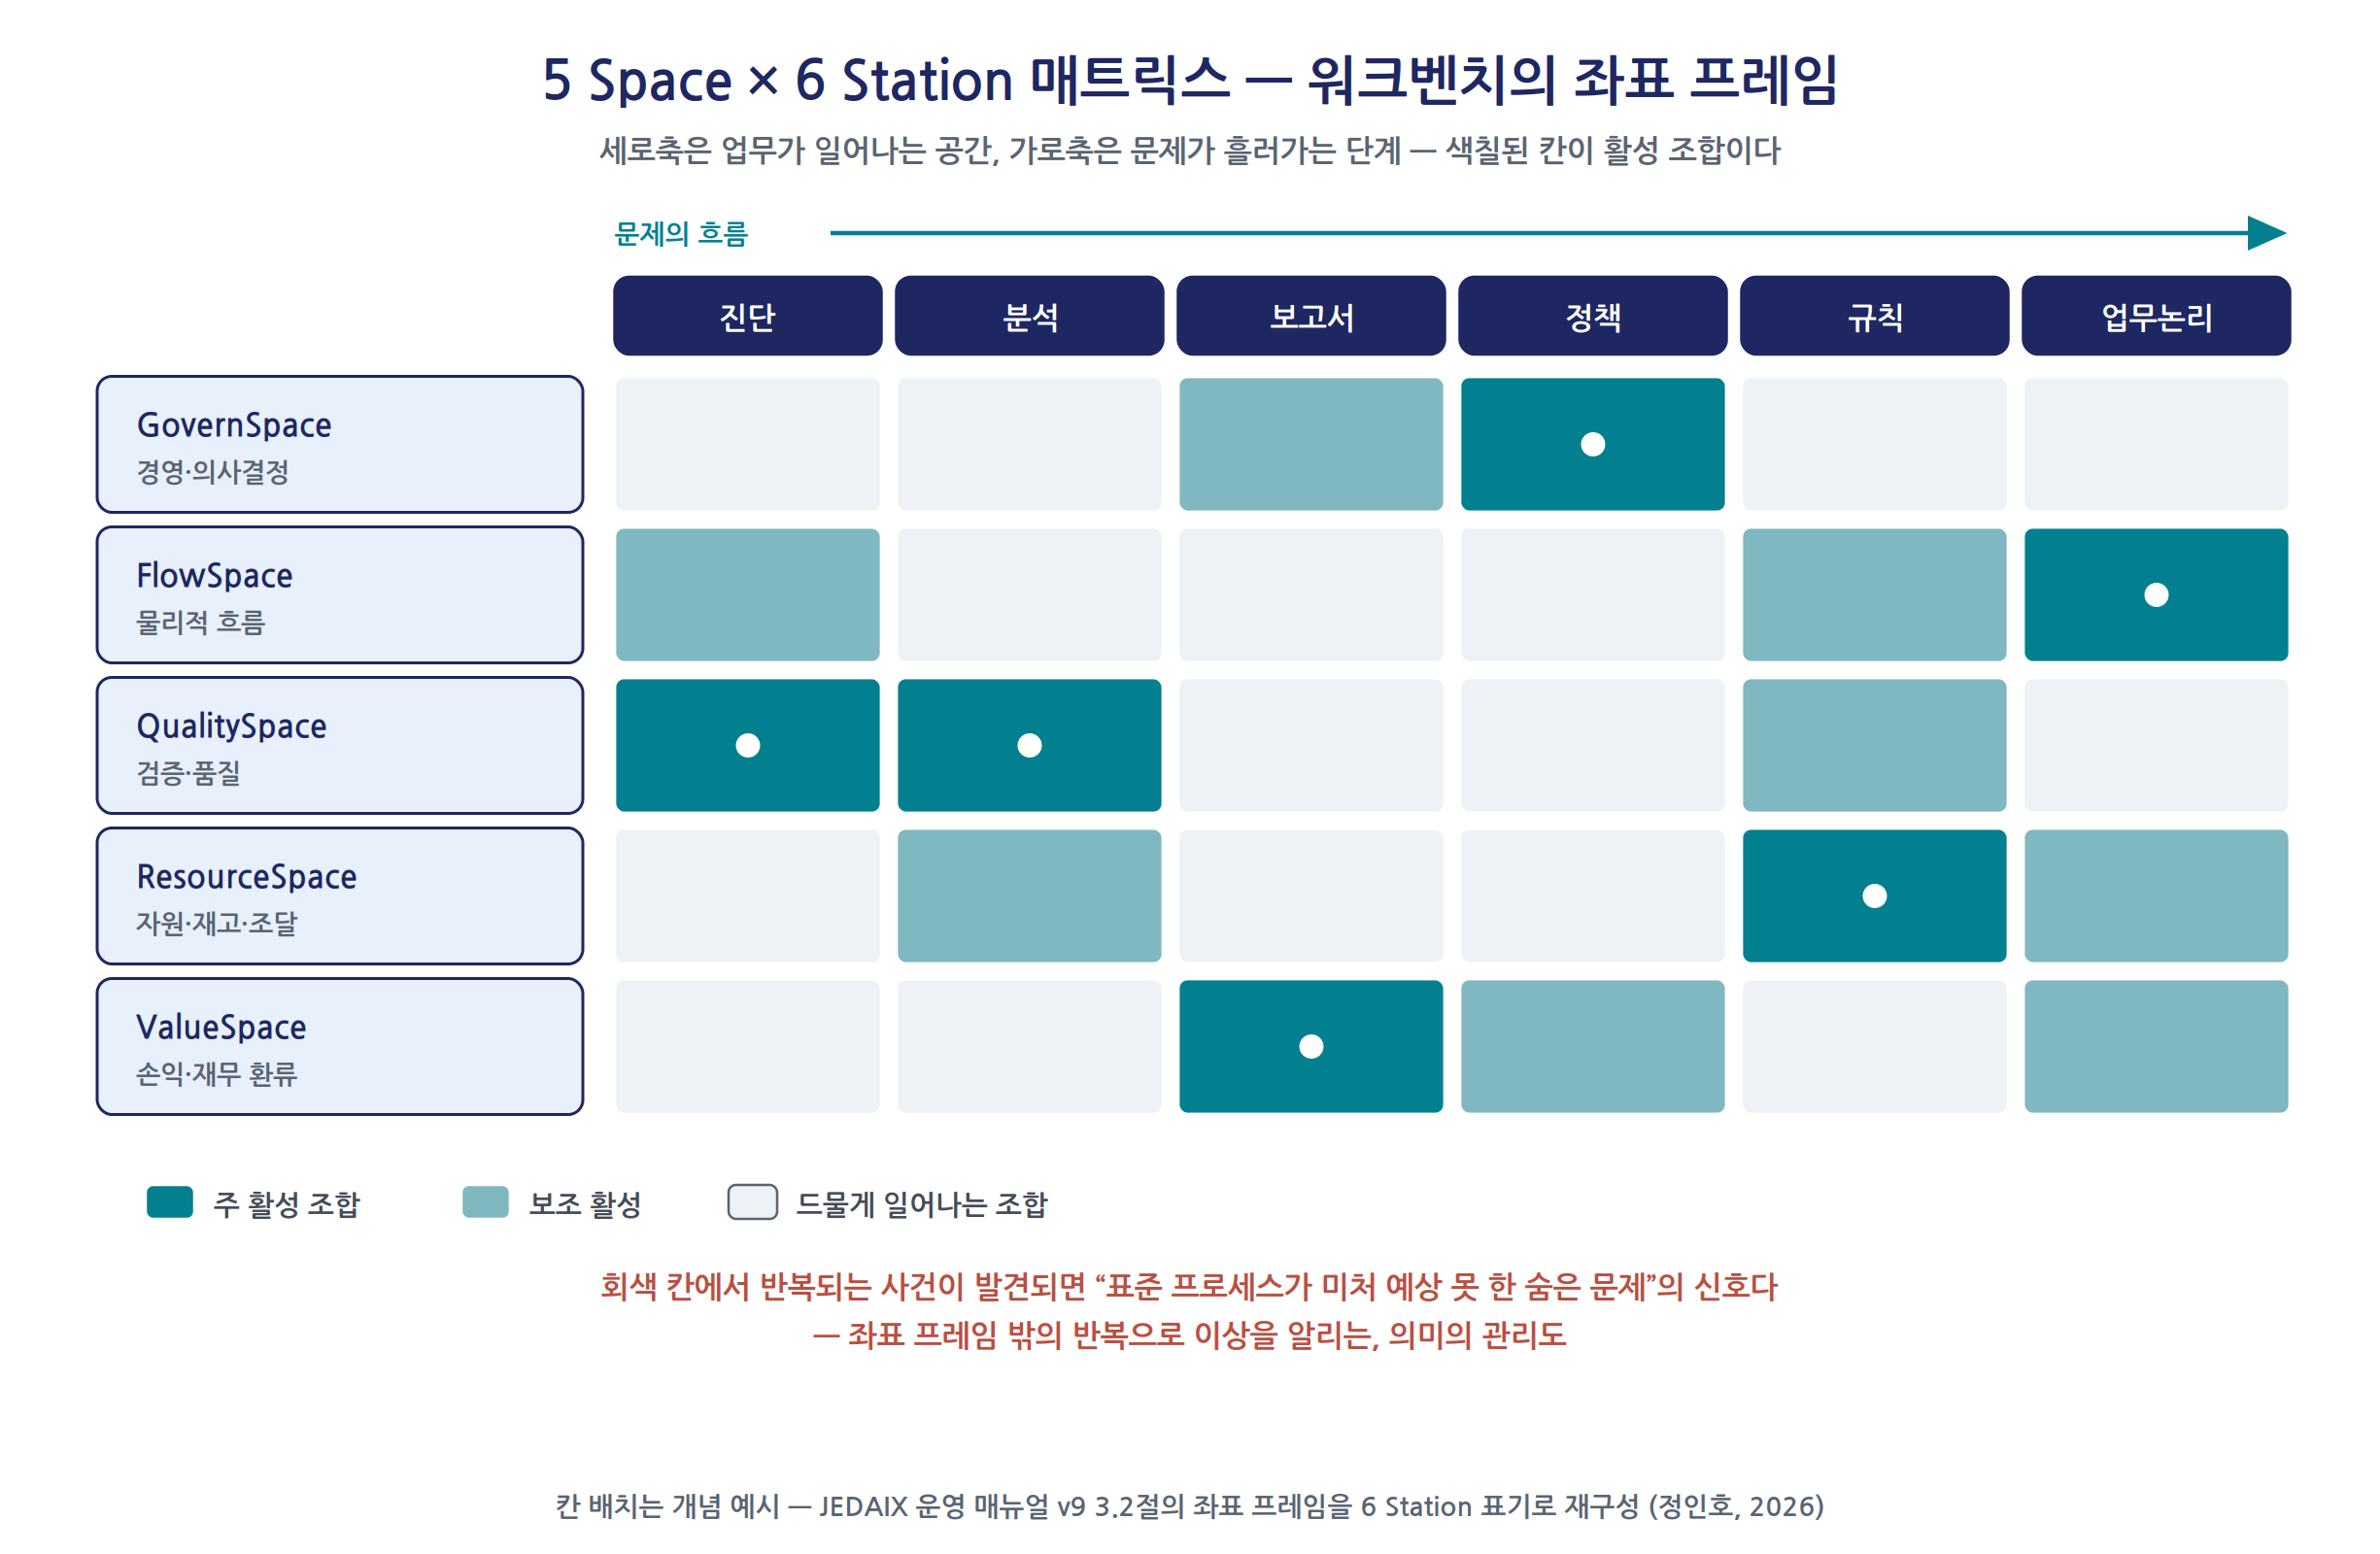 5 Space × 6 Station 매트릭스 — 워크벤치의 좌표 프레임
세로축은 업무가 일어나는 공간, 가로축은 문제가 흘러가는 단계 — 색칠된 칸이 활성 조합이다
문제의 흐름
진단
분석
보고서
정책
규칙
업무논리
GovernSpace
경영·의사결정
FlowSpace
물리적 흐름
QualitySpace
검증·품질
ResourceSpace
자원·재고·조달
ValueSpace
손익·재무 환류
주 활성 조합
보조 활성
드물게 일어나는 조합
회색 칸에서 반복되는 사건이 발견되면 “표준 프로세스가 미처 예상 못 한 숨은 문제”의 신호다
— 좌표 프레임 밖의 반복으로 이상을 알리는, 의미의 관리도
칸 배치는 개념 예시 — JEDAIX 운영 매뉴얼 v9 3.2절의 좌표 프레임을 6 Station 표기로 재구성 (정인호, 2026)